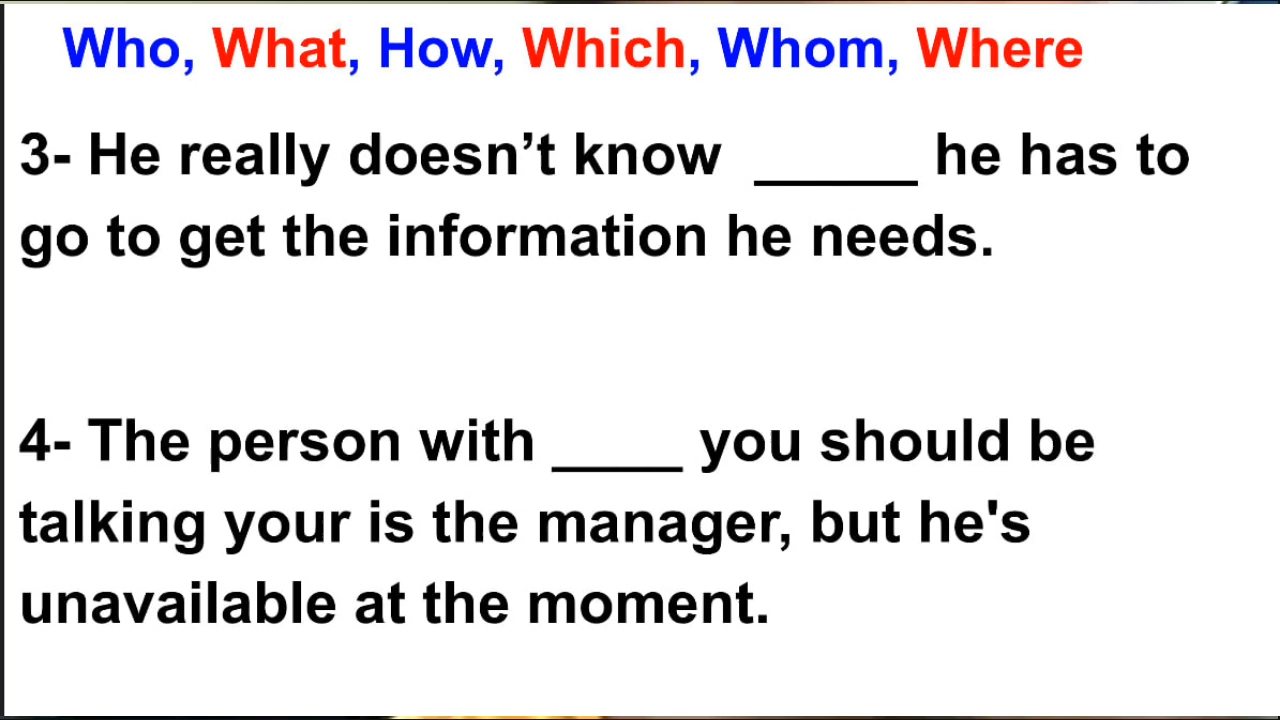 Who, What, How, Which, Whom, Where
3- He really doesn’t know _____ he has to
go to get the information he needs.
4- The person with ____ you should be
talking your is the manager, but he's
unavailable at the moment.